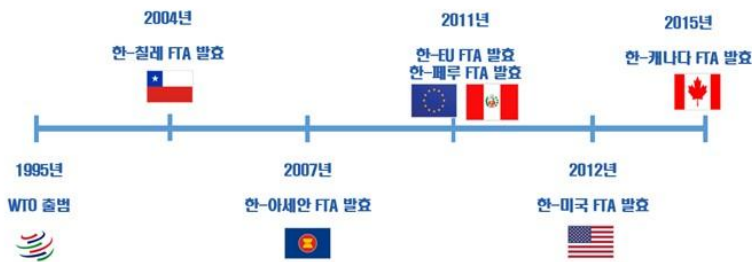 2004년
한-칠레 FTA 발효
2011년
한-EU FTA 발효
한-페루 FTA 발효
2015년
한-캐나다 FTA 발효
1995년
WTO 출범
2007년
한-아세안 FTA 발효
2012년
한-미국 FTA 발효